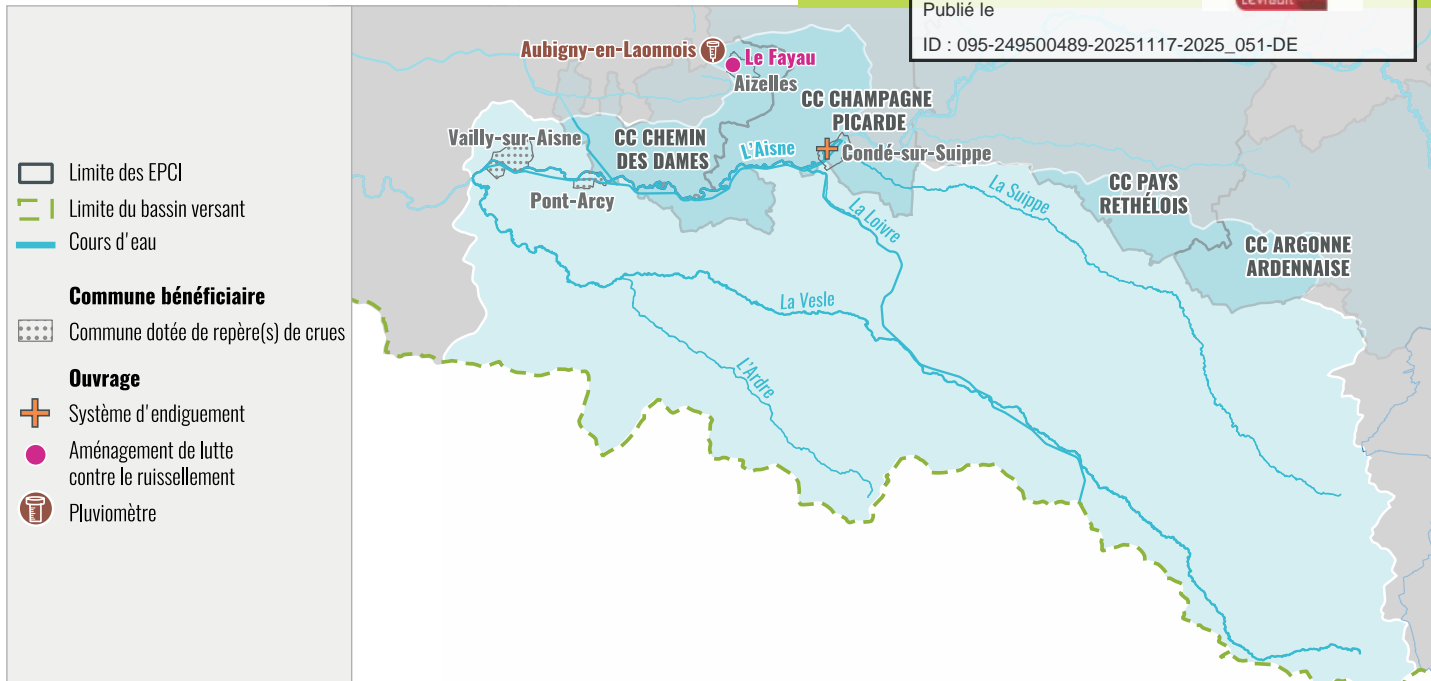 Publié le
Levrault
ID : 095-249500489-20251117-2025_051-DE
Limite des EPCI
Limite du bassin versant
Cours d'eau
Commune bénéficiaire
Commune dotée de repère(s) de crues
Ouvrage
Système d'endiguement
Aménagement de lutte
contre le ruissellement
Pluviomètre
Aubigny-en-Laonnois
Le Fayau
Aizelles
CC CHAMPAGNE
PICARDE
Vailly-sur-Aisne
CC CHEMIN
DES DAMES
L'Aisne
Condé-sur-Suippe
Pont-Arcy
La Suippe
CC PAYS
RETHÉLOIS
La Loivre
CC ARGONNE
ARDENNAISE
La Vesle
L'Ardre